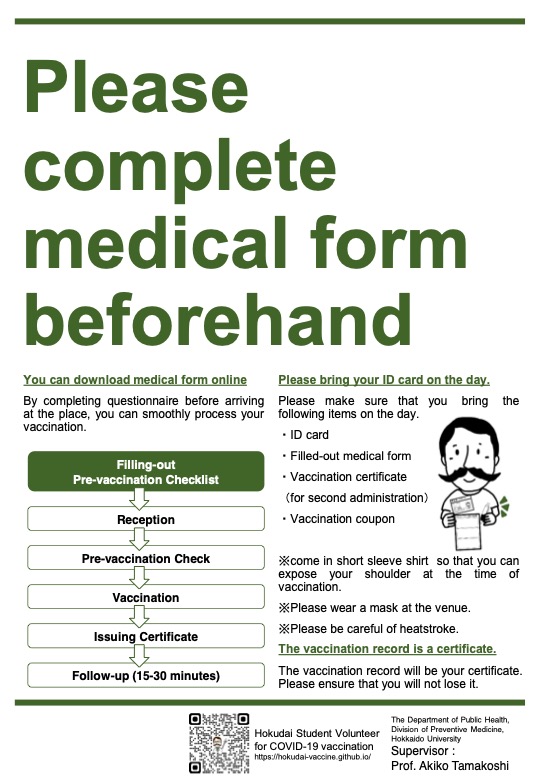 Please
complete
medical form
beforehand
You can download medical form online
By completing questionnaire before arriving
at the place, you can smoothly process your
vaccination.
Filling-out
Pre-vaccination Checklist
Reception
Pre-vaccination Check
Vaccination
Issuing Certificate
Follow-up (15-30 minutes)
Please bring your ID card on the day.
Please make sure that you bring the
following items on the day.
・ID card
・Filled-out medical form
・Vaccination certificate
（for second administration）
・Vaccination coupon
※come in short sleeve shirt so that you can
expose your shoulder at the time of
vaccination.
※Please wear a mask at the venue.
※Please be careful of heatstroke.
The vaccination record is a certificate.
The vaccination record will be your certificate.
Please ensure that you will not lose it.
Hokudai Student Volunteer
for COVID-19 vaccination
https://hokudai-vaccine.github.io/
The Department of Public Health,
Division of Preventive Medicine,
Hokkaido University
Supervisor :
Prof. Akiko Tamakoshi